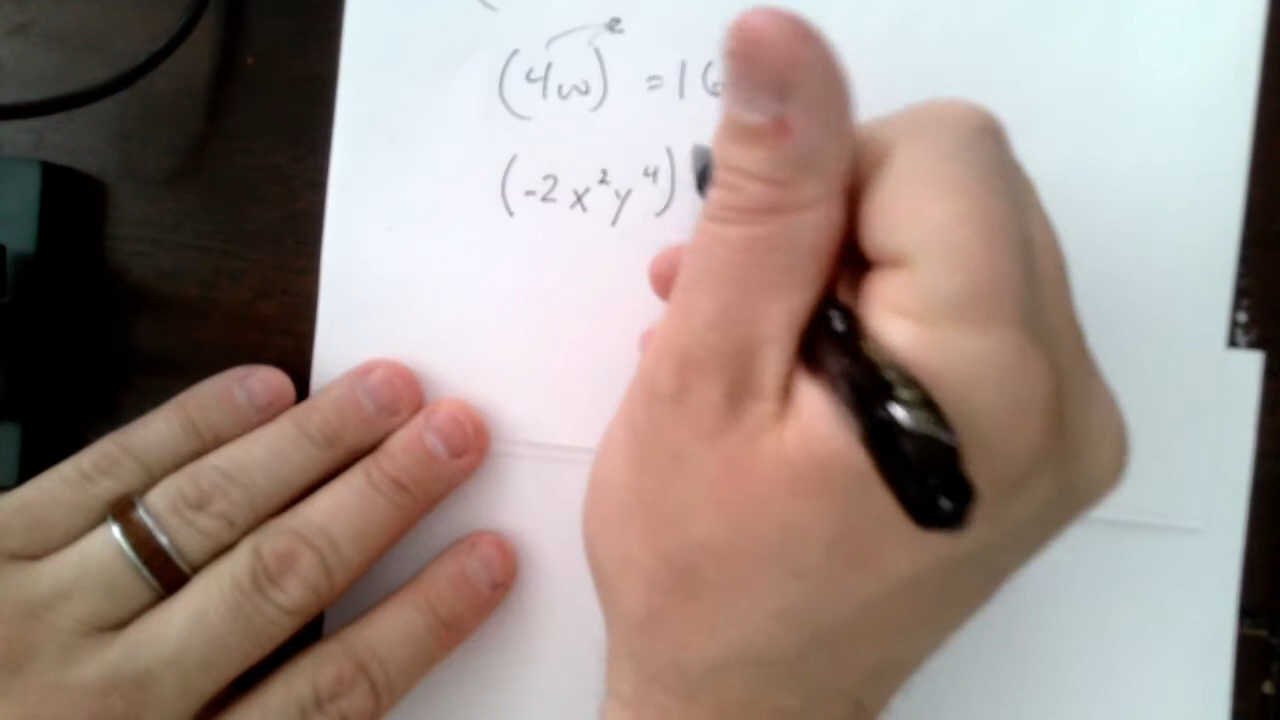 (4w)² = 16
(-2x²y⁴)